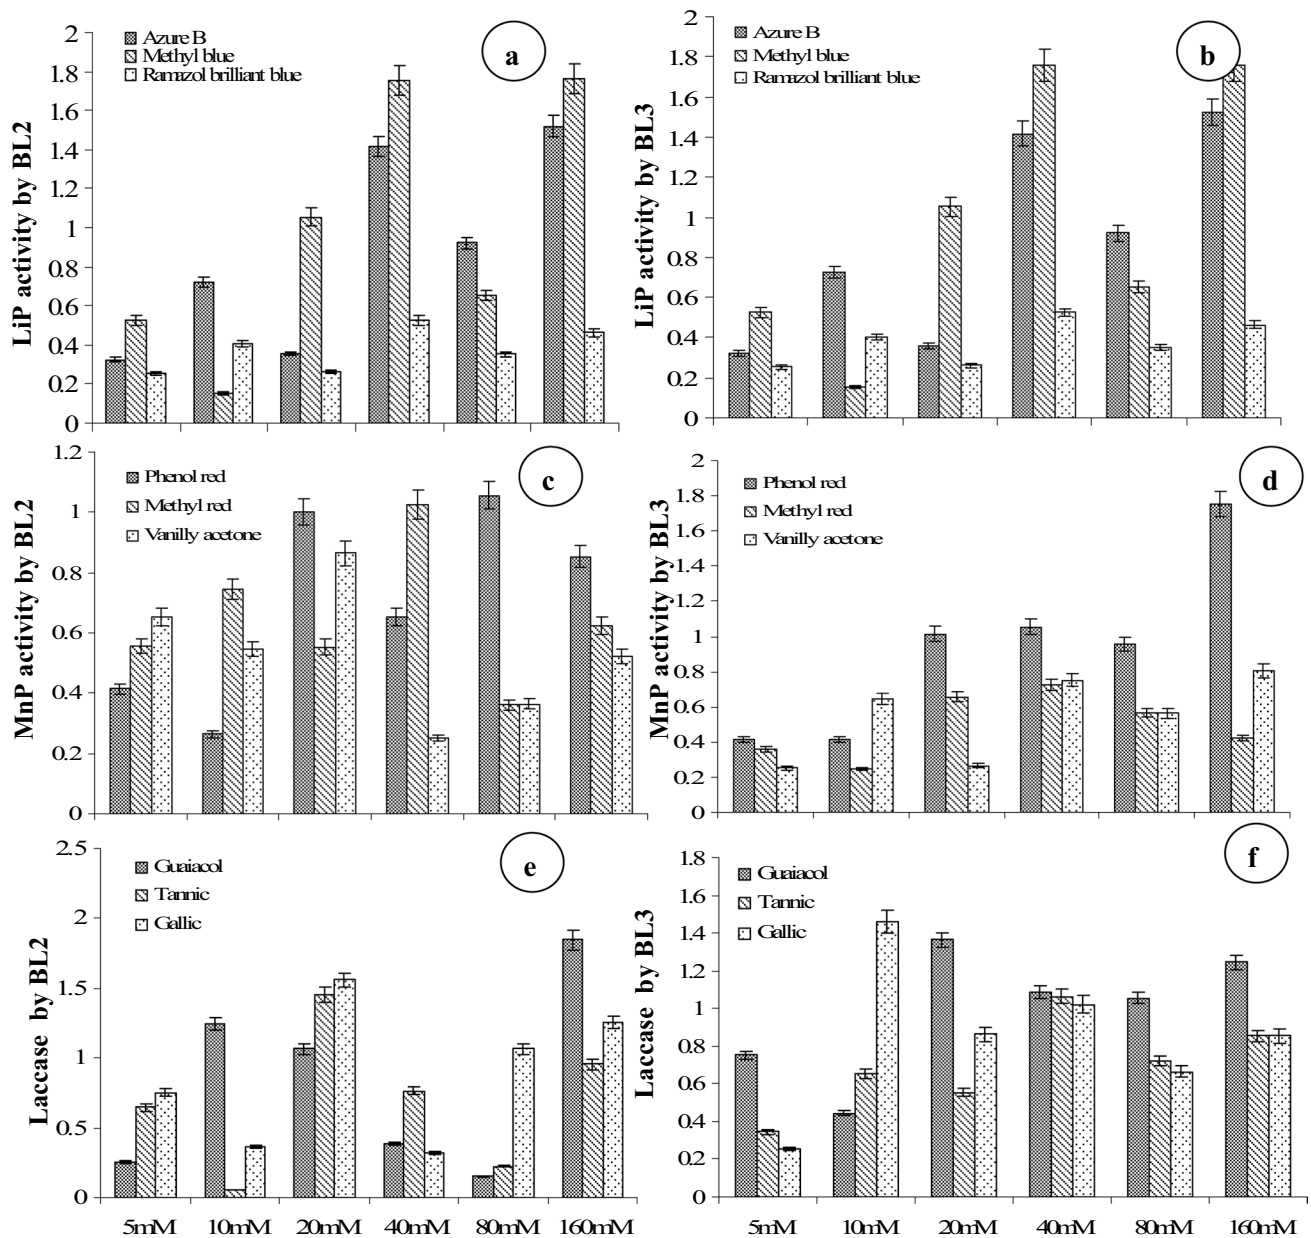 LiP activity by BL2
2
1.8
1.6
1.4
1.2
1
0.8
0.6
0.4
0.2
0
Azure B
Methyl blue
Ramazol brilliant blue
a
LiP activity by BL3
2
1.8
1.6
1.4
1.2
1
0.8
0.6
0.4
0.2
0
Azure B
Methyl blue
Ramazol brilliant blue
b
MnP activity by BL2
1.2
1
0.8
0.6
0.4
0.2
0
Phenol red
Methyl red
Vanilly acetone
c
MnP activity by BL3
2
1.8
1.6
1.4
1.2
1
0.8
0.6
0.4
0.2
0
Phenol red
Methyl red
Vanilly acetone
d
Laccase by BL2
2.5
2
1.5
1
0.5
0
Guaiacol
Tannic
Gallic
e
5mM 10mM 20mM 40mM 80mM 160mM
Laccase by BL3
1.8
1.6
1.4
1.2
1
0.8
0.6
0.4
0.2
0
Guaiacol
Tannic
Gallic
f
5mM 10mM 20mM 40mM 80mM 160mM